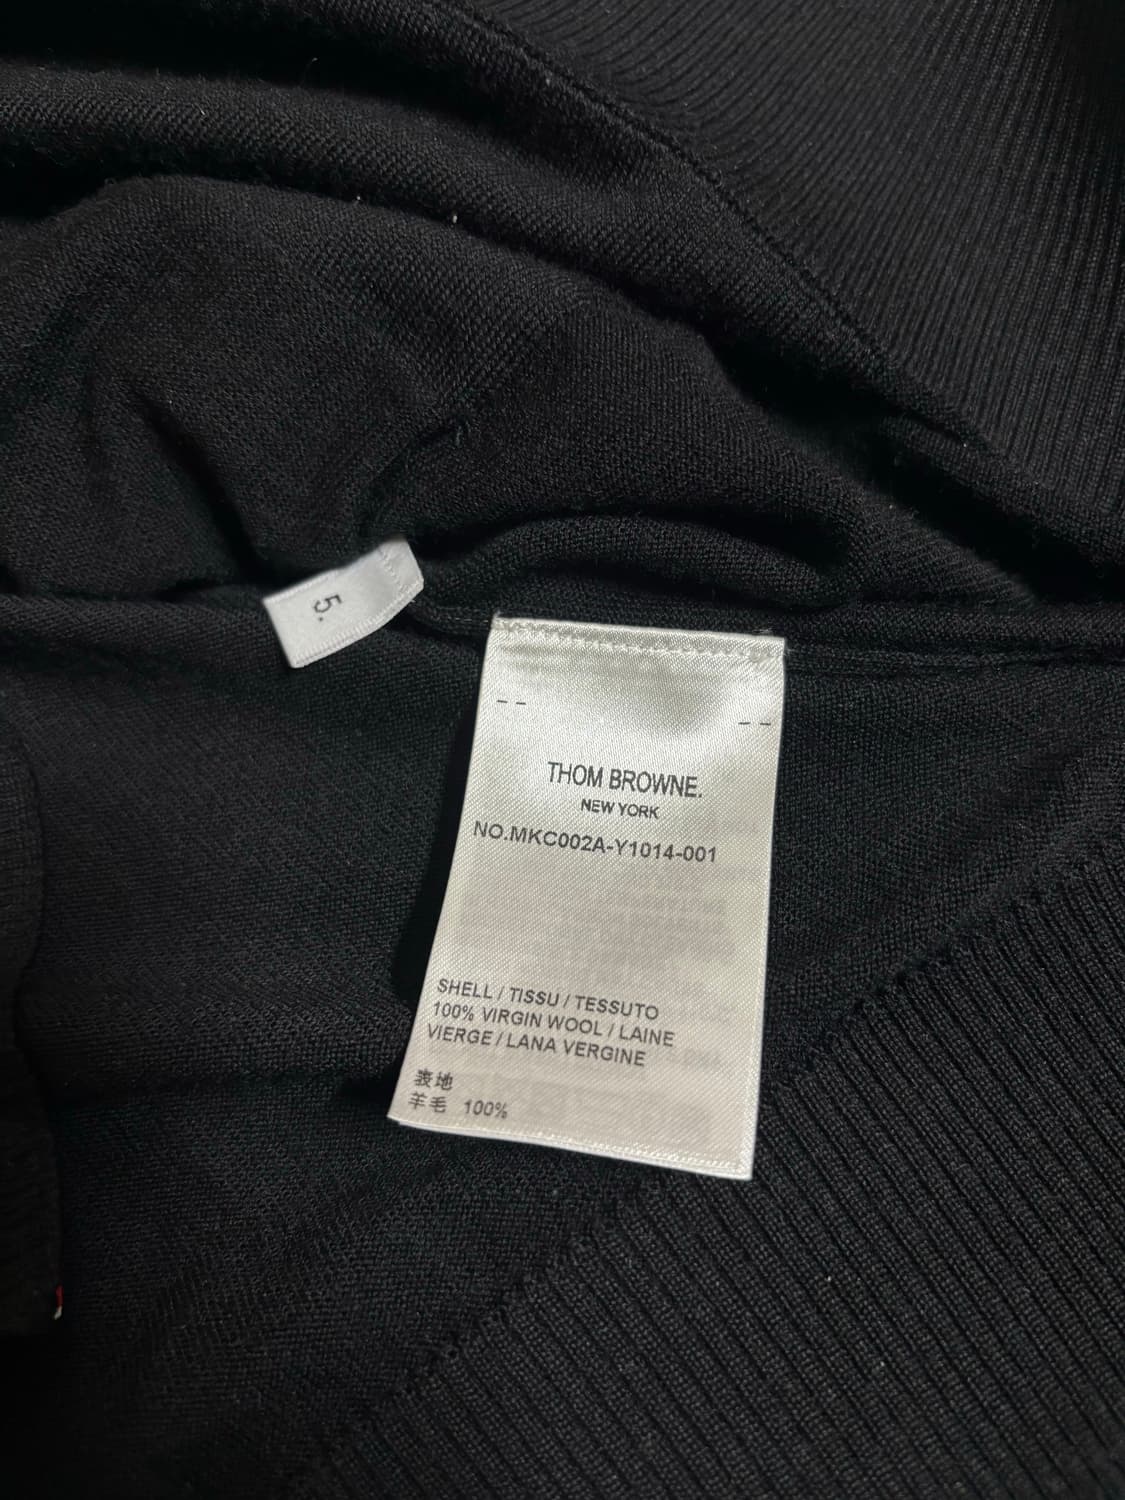 5.
-- --
THOM BROWNE.
NEW YORK
NO.MKC002A-Y1014-001
SHELL / TISSU / TESSUTO
100% VIRGIN WOOL / LAINE
VIERGE / LANA VERGINE
表地
羊毛 100%